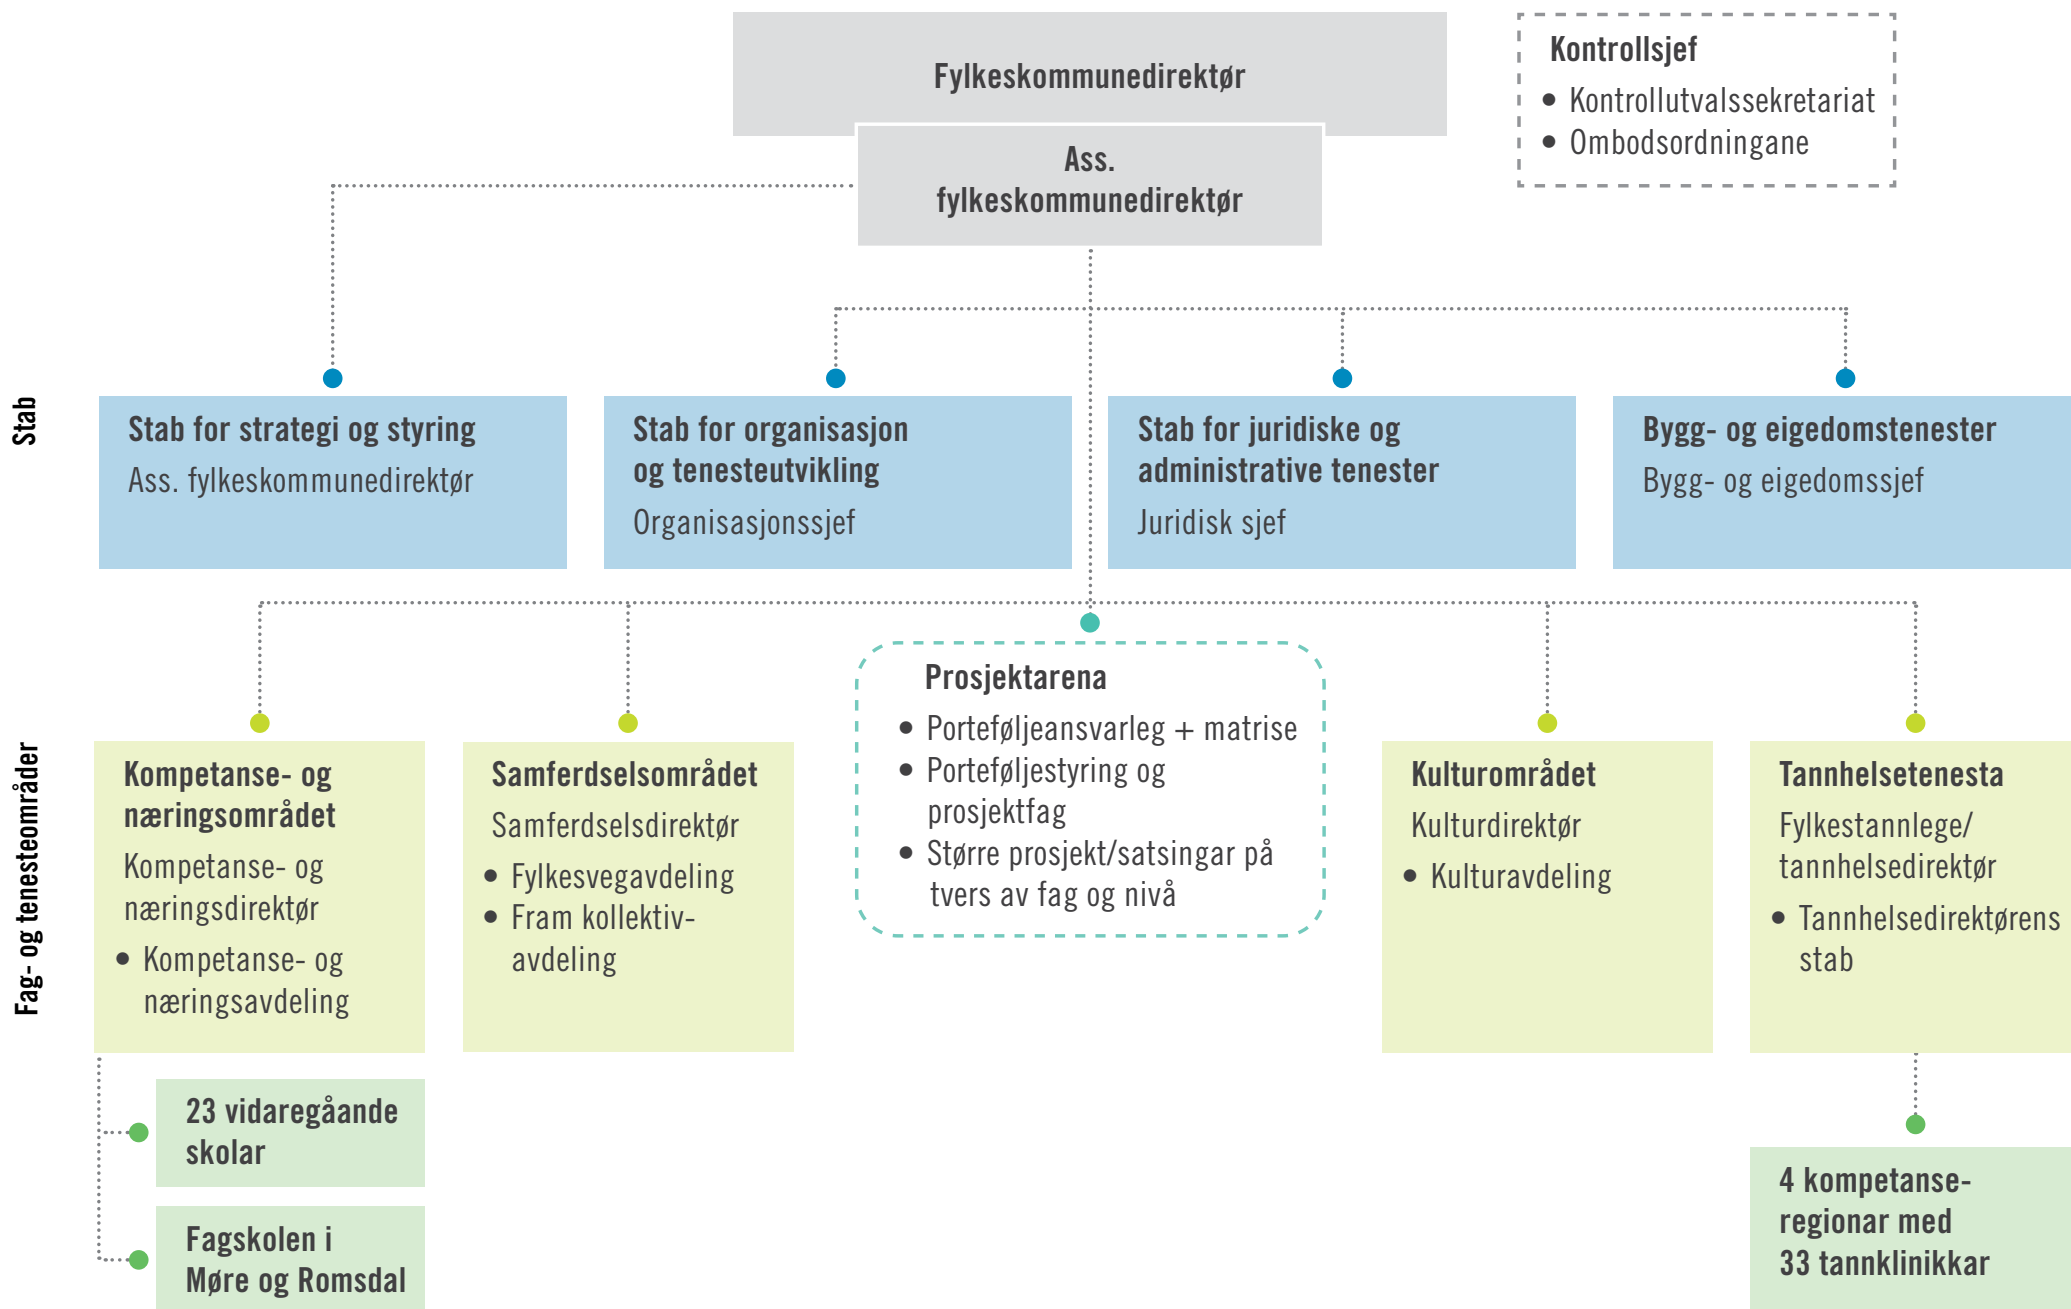 Fylkeskommunedirektør
Ass.
fylkeskommunedirektør
Kontrollsjef
• Kontrollutvalssekretariat
• Ombodsordningane
Stab
Stab for strategi og styring
Ass. fylkeskommunedirektør
Stab for organisasjon
og tenesteutvikling
Organisasjonssjef
Stab for juridiske og
administrative tenester
Juridisk sjef
Bygg- og eigedomstenester
Bygg- og eigedomssjef
Fag- og tenesteområder
Kompetanse- og
næringsområdet
Kompetanse- og
næringsdirektør
• Kompetanse- og
næringsavdeling
23 vidaregåande
skolar
Fagskolen i
Møre og Romsdal
Samferdselsområdet
Samferdselsdirektør
• Fylkesvegavdeling
• Fram kollektiv-
avdeling
Prosjektarena
• Porteføljeansvarleg + matrise
• Porteføljestyring og
prosjektfag
• Større prosjekt/satsingar på
tvers av fag og nivå
Kulturområdet
Kulturdirektør
• Kulturavdeling
Tannhelsetenesta
Fylkestannlege/
tannhelsedirektør
• Tannhelsedirektørens
stab
4 kompetanse-
regionar med
33 tannklinikkar